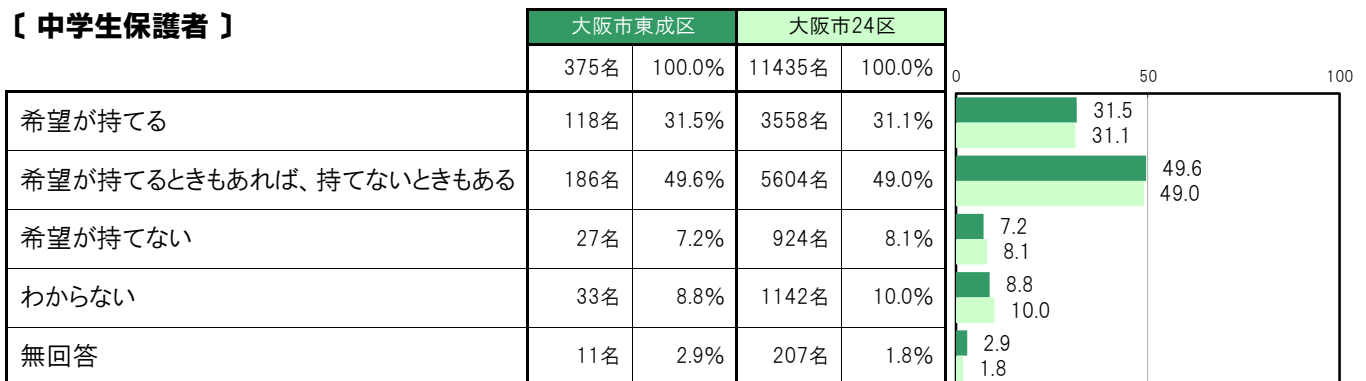 〔 中学生保護者 〕
大阪市東成区 大阪市24区
375名 100.0% 11435名 100.0%
0 50 100
希望が持てる 118名 31.5% 3558名 31.1%
31.5
31.1
希望が持てるときもあれば、持てないときもある 186名 49.6% 5604名 49.0%
49.6
49.0
希望が持てない 27名 7.2% 924名 8.1%
7.2
8.1
わからない 33名 8.8% 1142名 10.0%
8.8
10.0
無回答 11名 2.9% 207名 1.8%
2.9
1.8